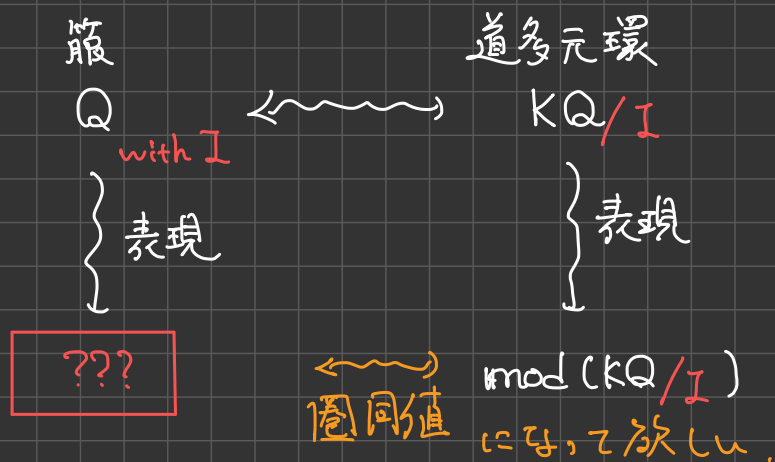 箙 道多元環
Q KQ/I
with I
表現 表現
??? mod(KQ/I)
圏同値 になって欲しい.